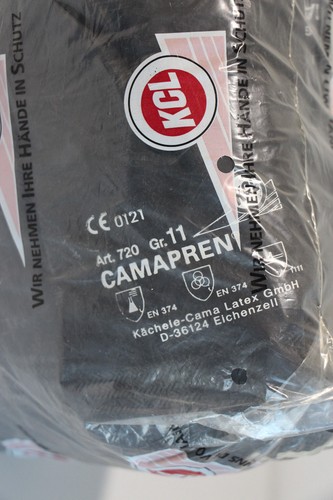 KCL
WIR NEHMEN IHRE HÄNDE IN SCHUTZ
WIR NEHMEN IHRE HÄNDE IN SCHUTZ
CE 0121
Art. 720 Gr. 11
CAMAPREN
EN 374
EN 374
Kächele-Cama Latex GmbH
D-36124 Eichenzell